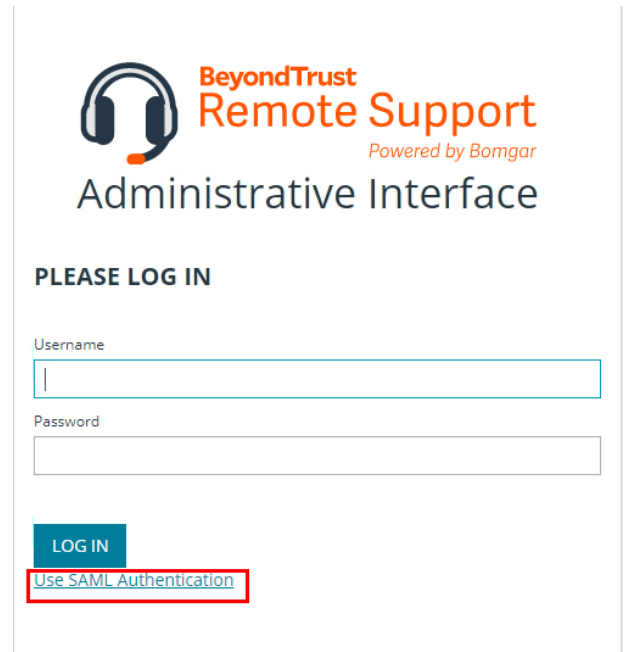 BeyondTrust
Remote Support
Powered by Bomgar
Administrative Interface
PLEASE LOG IN
Username
Password
LOG IN
Use SAML Authentication